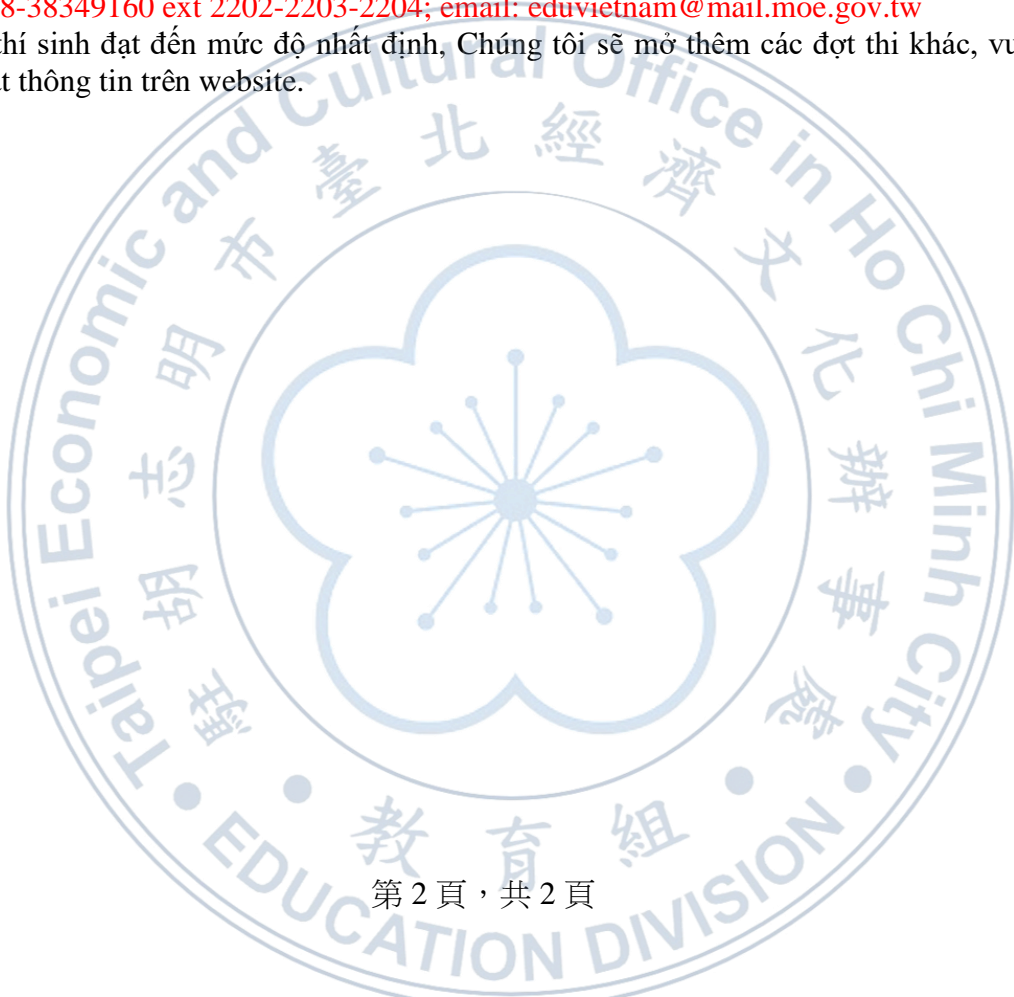 8-38349160 ext 2202-2203-2204; email: eduvietnam@mail.moe.gov.tw
thí sinh đạt đến mức độ nhất định, Chúng tôi sẽ mở thêm các đợt thi khác, vu
thông tin trên website.
Taipei Economic and Cultural Office in Ho Chi Minh City
駐胡志明市臺北經濟文化辦事處
教育組
第 2 頁，共 2 頁
• EDUCATION DIVISION •